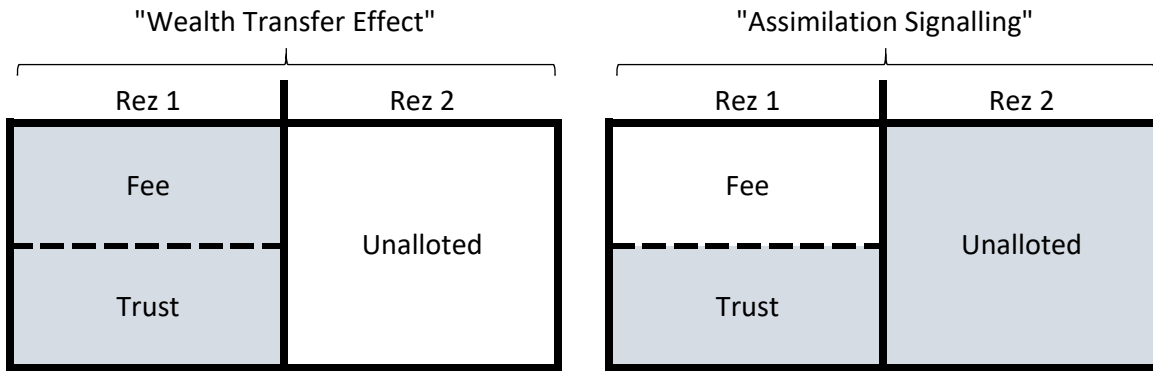 "Wealth Transfer Effect"
Rez 1 Rez 2
Fee
Unalloted
Trust
"Assimilation Signalling"
Rez 1 Rez 2
Fee
Unalloted
Trust